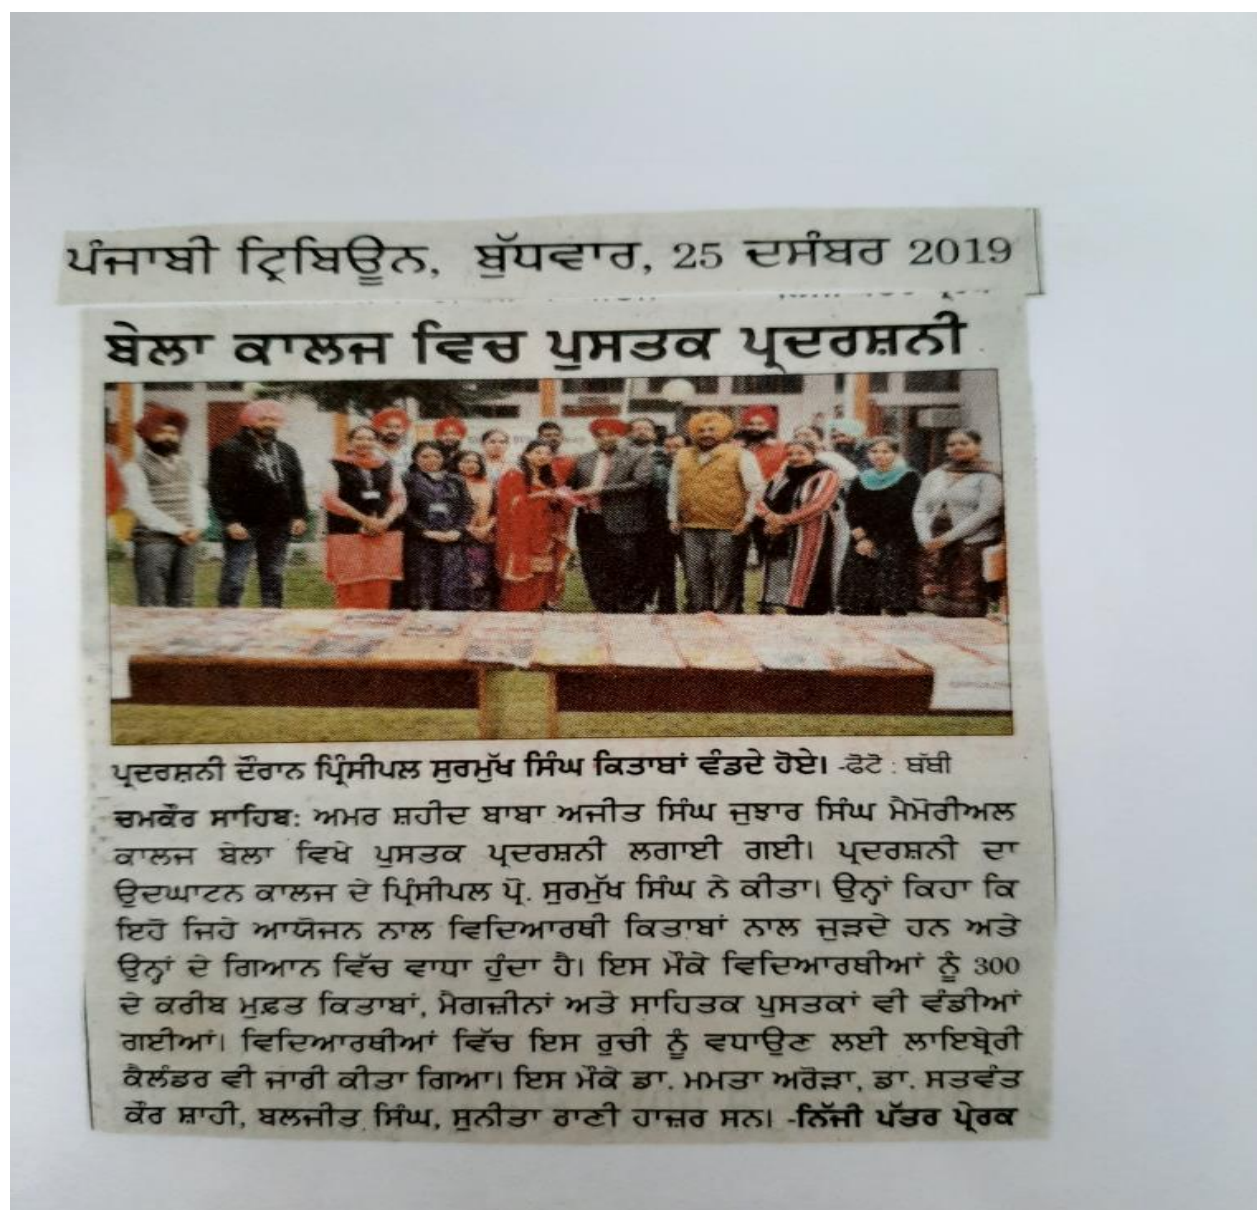 ਪੰਜਾਬੀ ਟ੍ਰਿਬਿਊਨ, ਬੁੱਧਵਾਰ, 25 ਦਸੰਬਰ 2019
ਬੇਲਾ ਕਾਲਜ ਵਿਚ ਪੁਸਤਕ ਪ੍ਰਦਰਸ਼ਨੀ
ਪ੍ਰਦਰਸ਼ਨੀ ਦੌਰਾਨ ਪ੍ਰਿੰਸੀਪਲ ਸੁਰਮੁੱਖ ਸਿੰਘ ਕਿਤਾਬਾਂ ਵੰਡਦੇ ਹੋਏ। -ਫੋਟੋ : ਬੱਬੀ
ਚਮਕੌਰ ਸਾਹਿਬ: ਅਮਰ ਸ਼ਹੀਦ ਬਾਬਾ ਅਜੀਤ ਸਿੰਘ ਜੁਝਾਰ ਸਿੰਘ ਮੈਮੋਰੀਅਲ
ਕਾਲਜ ਬੇਲਾ ਵਿਖੇ ਪੁਸਤਕ ਪ੍ਰਦਰਸ਼ਨੀ ਲਗਾਈ ਗਈ। ਪ੍ਰਦਰਸ਼ਨੀ ਦਾ
ਉਦਘਾਟਨ ਕਾਲਜ ਦੇ ਪ੍ਰਿੰਸੀਪਲ ਪ੍ਰੋ. ਸੁਰਮੁੱਖ ਸਿੰਘ ਨੇ ਕੀਤਾ। ਉਨ੍ਹਾਂ ਕਿਹਾ ਕਿ
ਇਹੋ ਜਿਹੇ ਆਯੋਜਨ ਨਾਲ ਵਿਦਿਆਰਥੀ ਕਿਤਾਬਾਂ ਨਾਲ ਜੁੜਦੇ ਹਨ ਅਤੇ
ਉਨ੍ਹਾਂ ਦੇ ਗਿਆਨ ਵਿੱਚ ਵਾਧਾ ਹੁੰਦਾ ਹੈ। ਇਸ ਮੌਕੇ ਵਿਦਿਆਰਥੀਆਂ ਨੂੰ 300
ਦੇ ਕਰੀਬ ਮੁਫ਼ਤ ਕਿਤਾਬਾਂ, ਮੈਗਜ਼ੀਨਾਂ ਅਤੇ ਸਾਹਿਤਕ ਪੁਸਤਕਾਂ ਵੀ ਵੰਡੀਆਂ
ਗਈਆਂ। ਵਿਦਿਆਰਥੀਆਂ ਵਿੱਚ ਇਸ ਰੁਚੀ ਨੂੰ ਵਧਾਉਣ ਲਈ ਲਾਇਬ੍ਰੇਰੀ
ਕੈਲੰਡਰ ਵੀ ਜਾਰੀ ਕੀਤਾ ਗਿਆ। ਇਸ ਮੌਕੇ ਡਾ. ਮਮਤਾ ਅਰੋੜਾ, ਡਾ. ਸਤਵੰਤ
ਕੌਰ ਸ਼ਾਹੀ, ਬਲਜੀਤ ਸਿੰਘ, ਸੁਨੀਤਾ ਰਾਣੀ ਹਾਜ਼ਰ ਸਨ। -ਨਿੱਜੀ ਪੱਤਰ ਪ੍ਰੇਰਕ